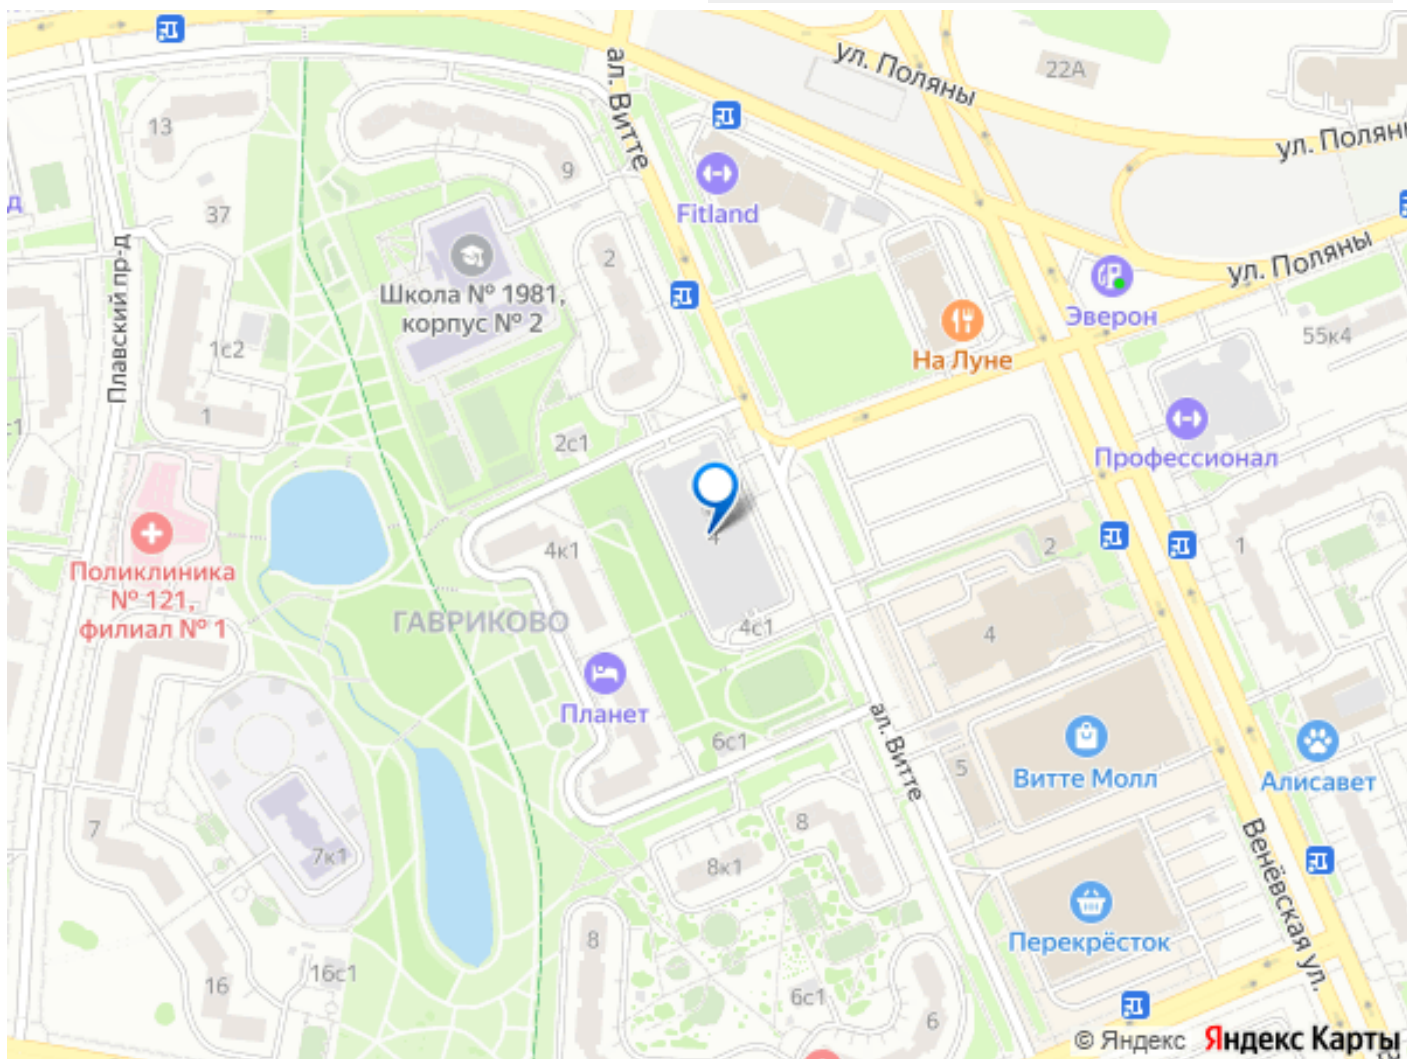 ул. Поляны
22А
ал. Витте
13
ул. Поляны
9
Fitland
37
д
2
ул. Поляны
Плавский пр-д
Школа № 1981,
корпус № 2
Эверон
55к4
1с2
На Луне
1
2с1
Профессионал
4
4к1
2
1
Поликлиника
№ 121,
филиал № 1
ГАВРИКОВО
4с1
4
Планет
6с1
ал. Витте
5
Витте Молл
Алисавет
7
7к1
8
8к1
Венёвская ул.
8
Перекрёсток
16
16с1
6с1
6
© Яндекс Яндекс Карты